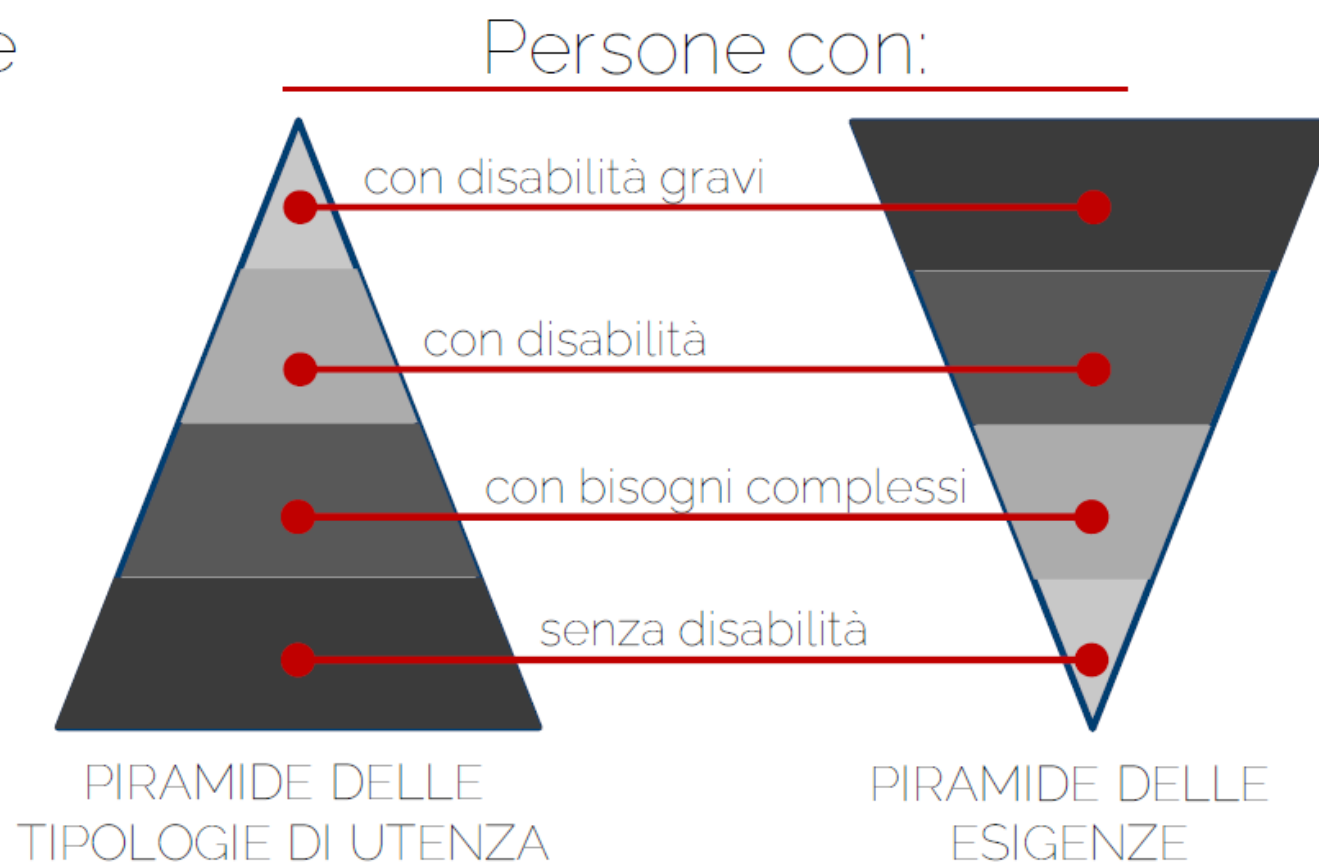 e
Persone con:
con disabilità gravi
con disabilità
con bisogni complessi
senza disabilità
PIRAMIDE DELLE
TIPOLOGIE DI UTENZA
PIRAMIDE DELLE
ESIGENZE